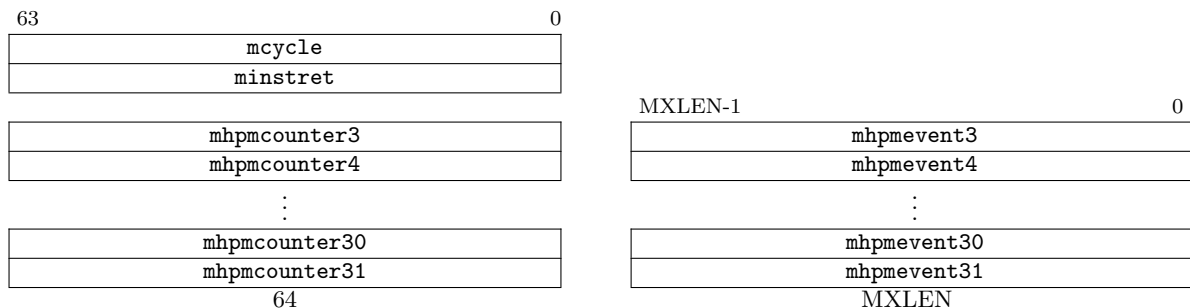 63 0
mcycle
minstret
mhpmcounter3
mhpmcounter4
⋮
mhpmcounter30
mhpmcounter31
64
MXLEN-1 0
mhpmevent3
mhpmevent4
⋮
mhpmevent30
mhpmevent31
MXLEN